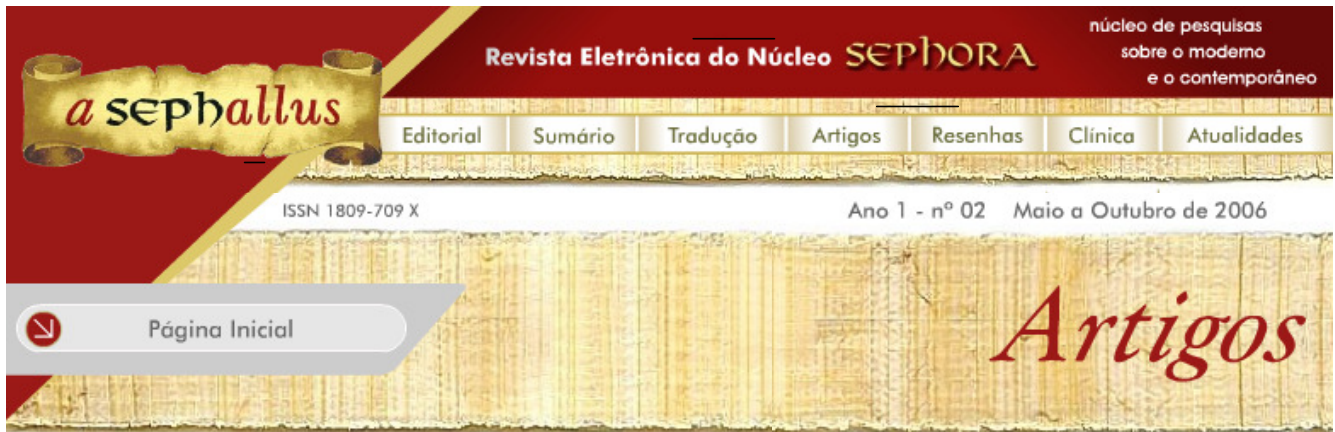 a sephallus
Revista Eletrônica do Núcleo SEPHORA
núcleo de pesquisas
sobre o moderno
e o contemporâneo
Editorial Sumário Tradução Artigos Resenhas Clínica Atualidades
ISSN 1809-709 X Ano 1 - nº 02 Maio a Outubro de 2006
Página Inicial
Artigos